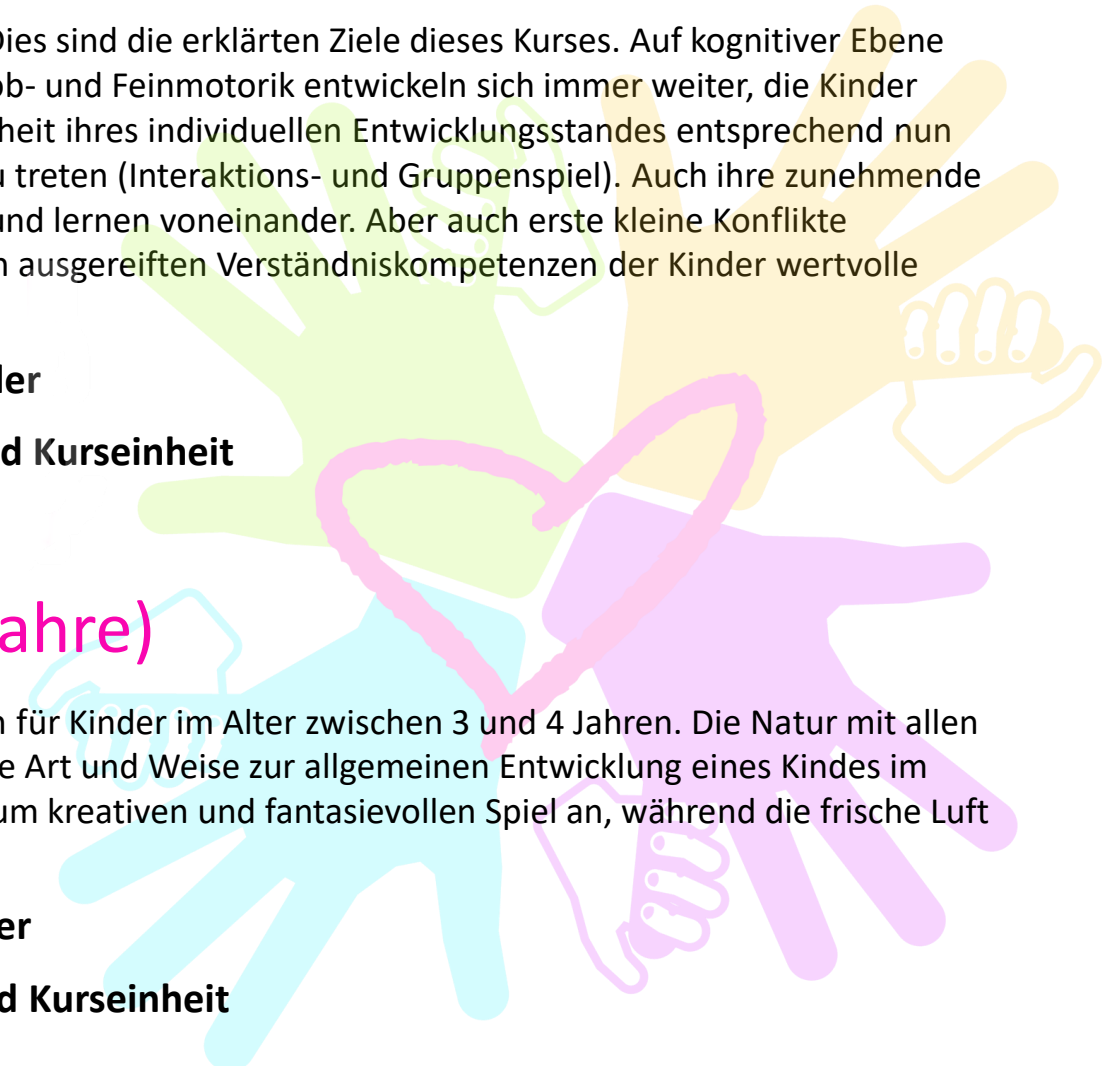 Dies sind die erklärten Ziele dieses Kurses. Auf kognitiver Ebene
ob- und Feinmotorik entwickeln sich immer weiter, die Kinder
heit ihres individuellen Entwicklungsstandes entsprechend nun
u treten (Interaktions- und Gruppenspiel). Auch ihre zunehmende
und lernen voneinander. Aber auch erste kleine Konflikte
n ausgereiften Verständniskompetenzen der Kinder wertvolle
der
d Kurseinheit
ahre)
n für Kinder im Alter zwischen 3 und 4 Jahren. Die Natur mit allen
e Art und Weise zur allgemeinen Entwicklung eines Kindes im
um kreativen und fantasievollen Spiel an, während die frische Luft
er
d Kurseinheit